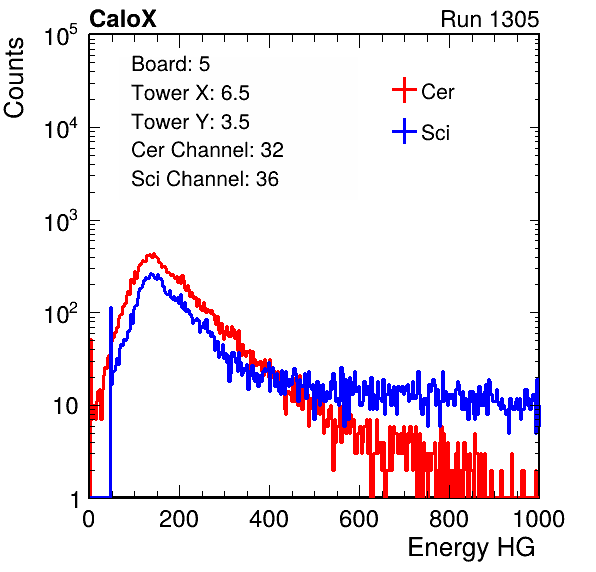 CaloX Run 1305
Counts
10^5
10^4
10^3
10^2
10
1
Board: 5
Tower X: 6.5
Tower Y: 3.5
Cer Channel: 32
Sci Channel: 36
Cer
Sci
0 200 400 600 800 1000
Energy HG